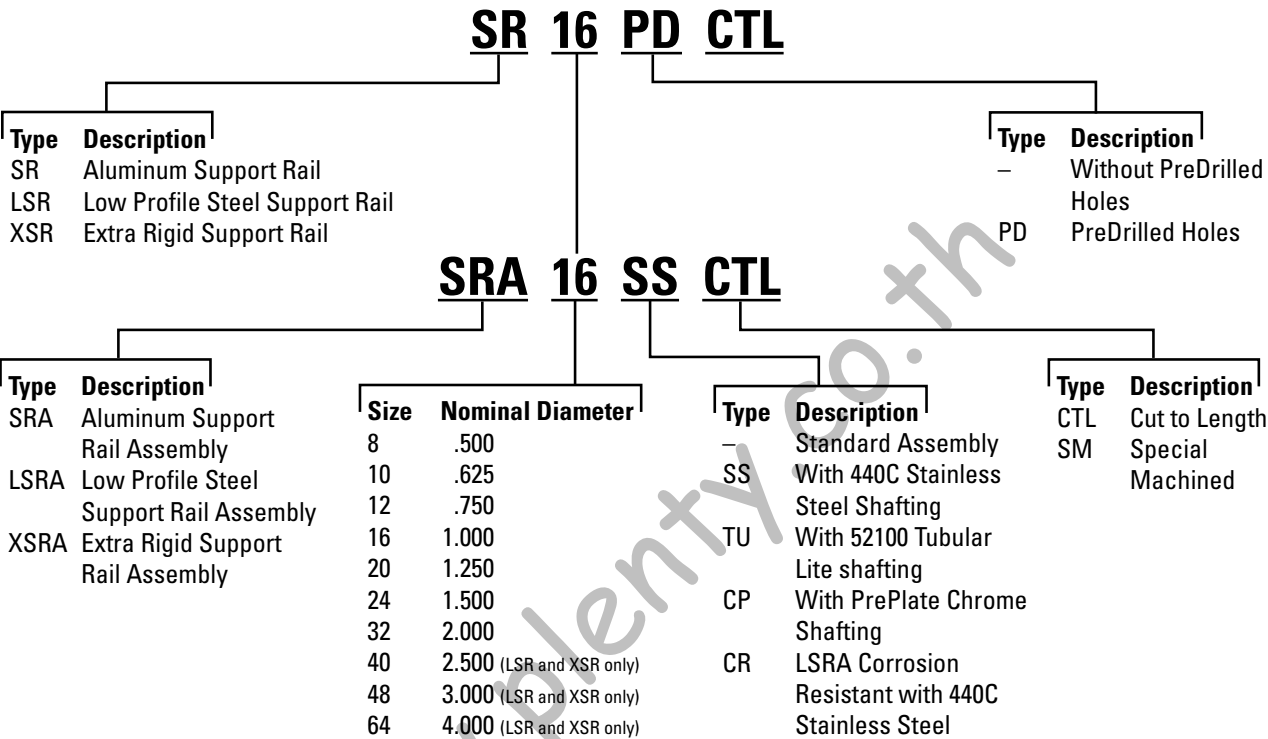 SR 16 PD CTL
Type Description
SR Aluminum Support Rail
LSR Low Profile Steel Support Rail
XSR Extra Rigid Support Rail
Type Description
– Without PreDrilled
Holes
PD PreDrilled Holes
SRA 16 SS CTL
Type Description
SRA Aluminum Support
Rail Assembly
LSRA Low Profile Steel
Support Rail Assembly
XSRA Extra Rigid Support
Rail Assembly
Size Nominal Diameter
8 .500
10 .625
12 .750
16 1.000
20 1.250
24 1.500
32 2.000
40 2.500 (LSR and XSR only)
48 3.000 (LSR and XSR only)
64 4.000 (LSR and XSR only)
Type Description
– Standard Assembly
SS With 440C Stainless
Steel Shafting
TU With 52100 Tubular
Lite shafting
CP With PrePlate Chrome
Shafting
CR LSRA Corrosion
Resistant with 440C
Stainless Steel
Type Description
CTL Cut to Length
SM Special
Machined
plenty.co.th